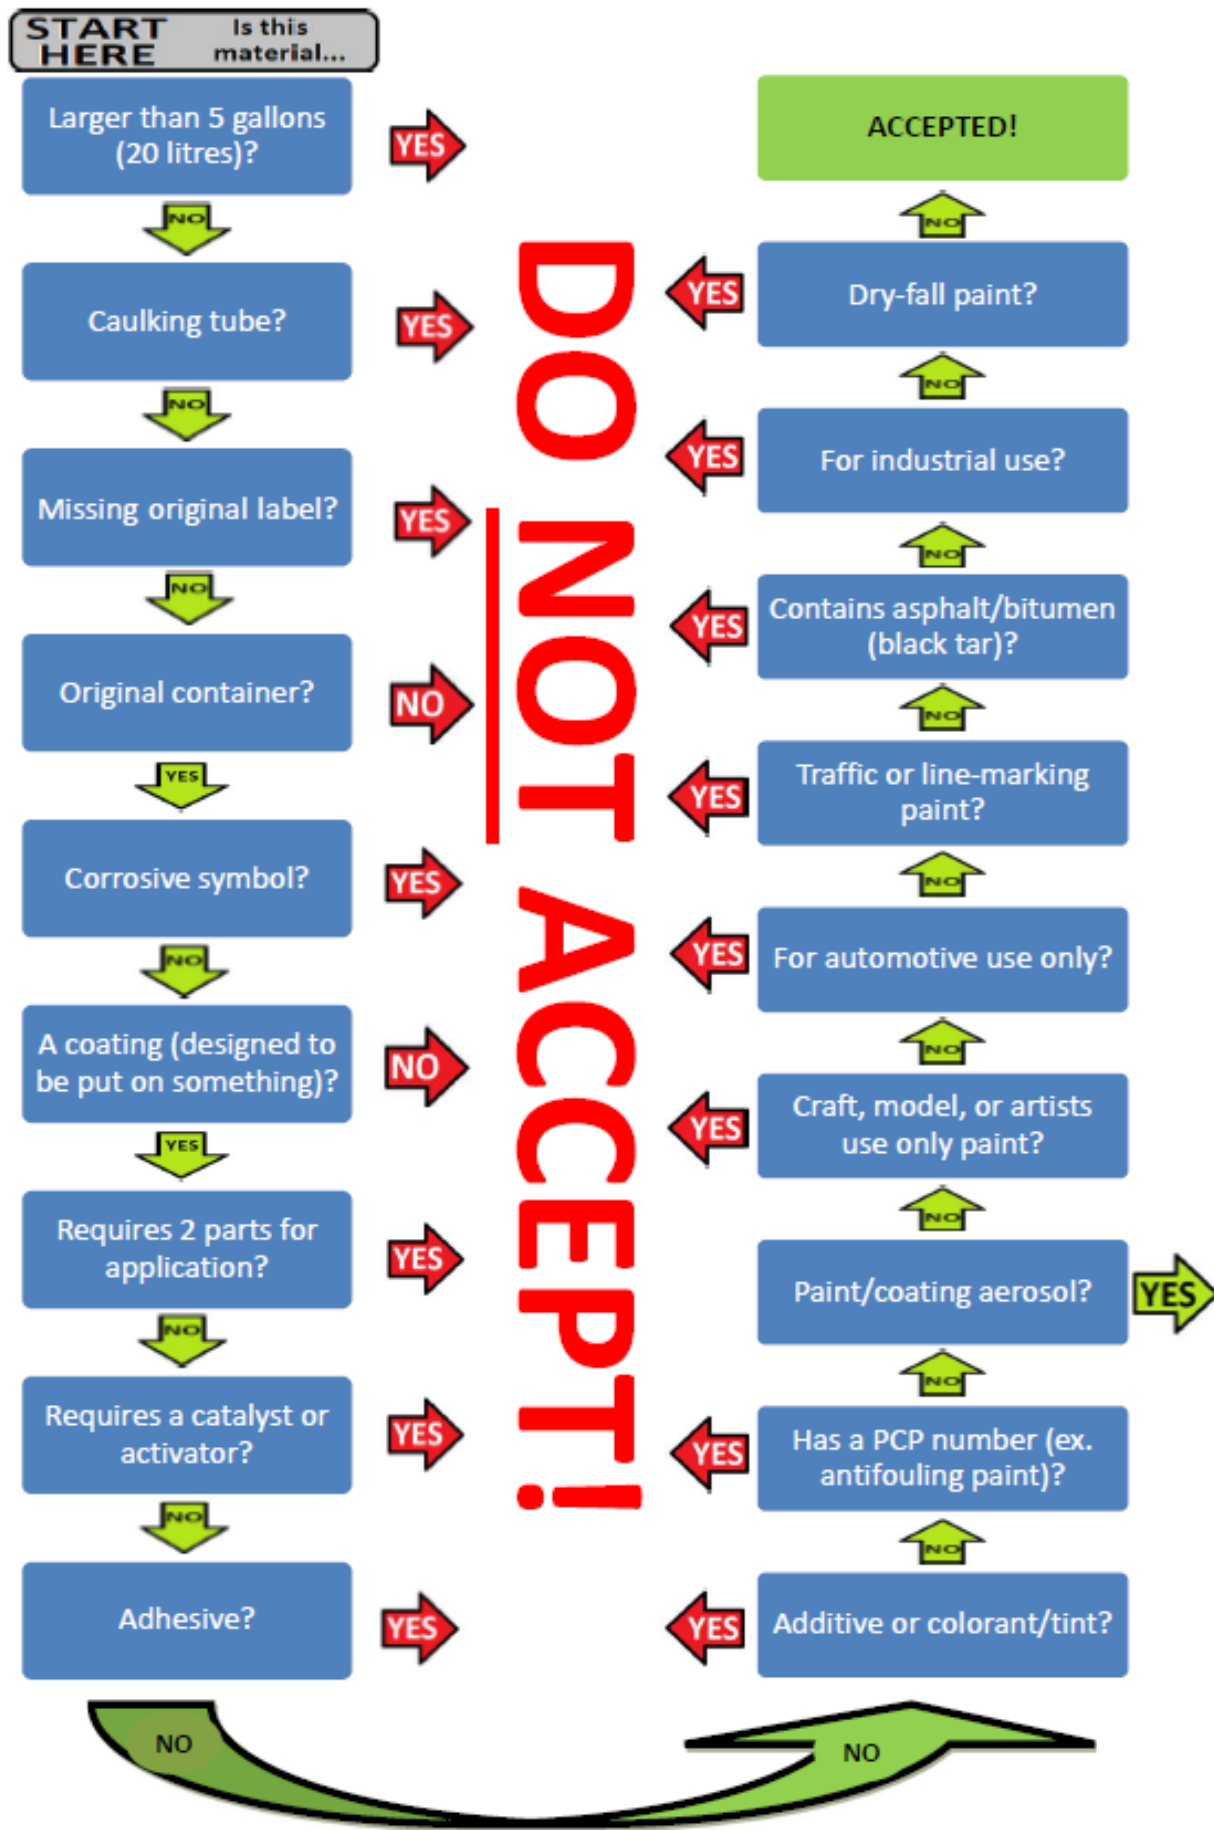 START HERE
Is this material...
Larger than 5 gallons
(20 litres)?
YES
NO
Caulking tube?
YES
NO
Missing original label?
YES
NO
Original container?
NO
YES
Corrosive symbol?
YES
NO
A coating (designed to
be put on something)?
NO
YES
Requires 2 parts for
application?
YES
NO
Requires a catalyst or
activator?
YES
NO
Adhesive?
YES
NO
DO NOT ACCEPT!
NO
Additive or colorant/tint?
YES
NO
Has a PCP number (ex.
antifouling paint)?
YES
NO
Paint/coating aerosol?
YES
NO
Craft, model, or artists
use only paint?
YES
NO
For automotive use only?
YES
NO
Traffic or line-marking
paint?
YES
NO
Contains asphalt/bitumen
(black tar)?
YES
NO
For industrial use?
YES
NO
Dry-fall paint?
YES
NO
ACCEPTED!